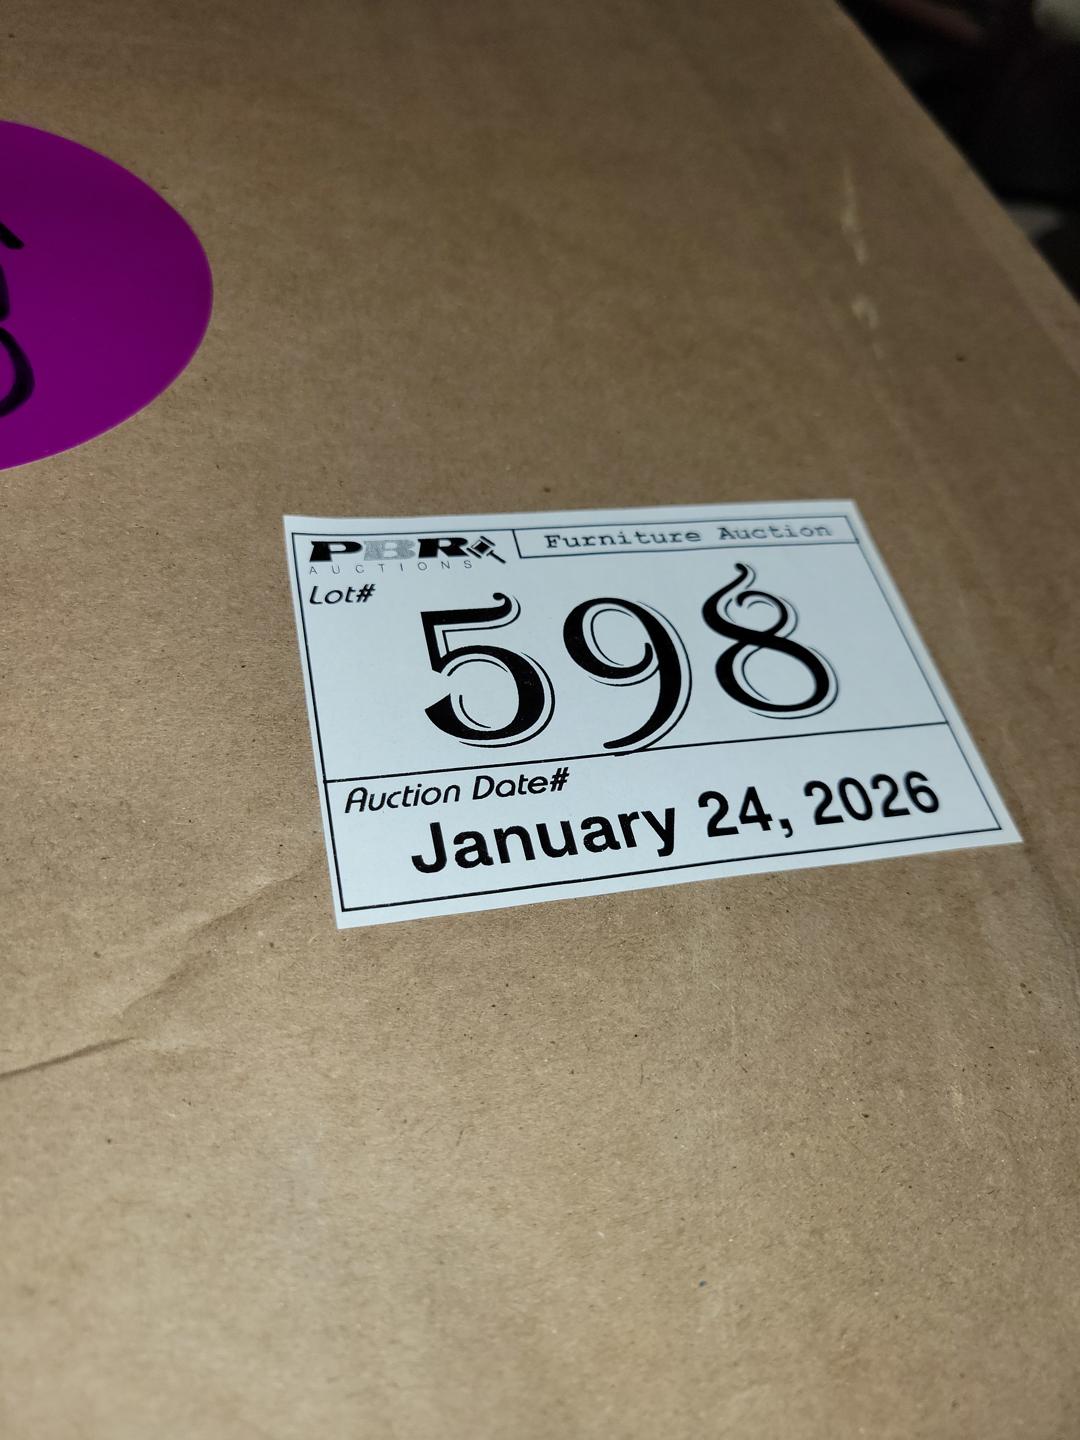 PBR
AUCTIONS
Furniture Auction
Lot#
598
Auction Date#
January 24, 2026